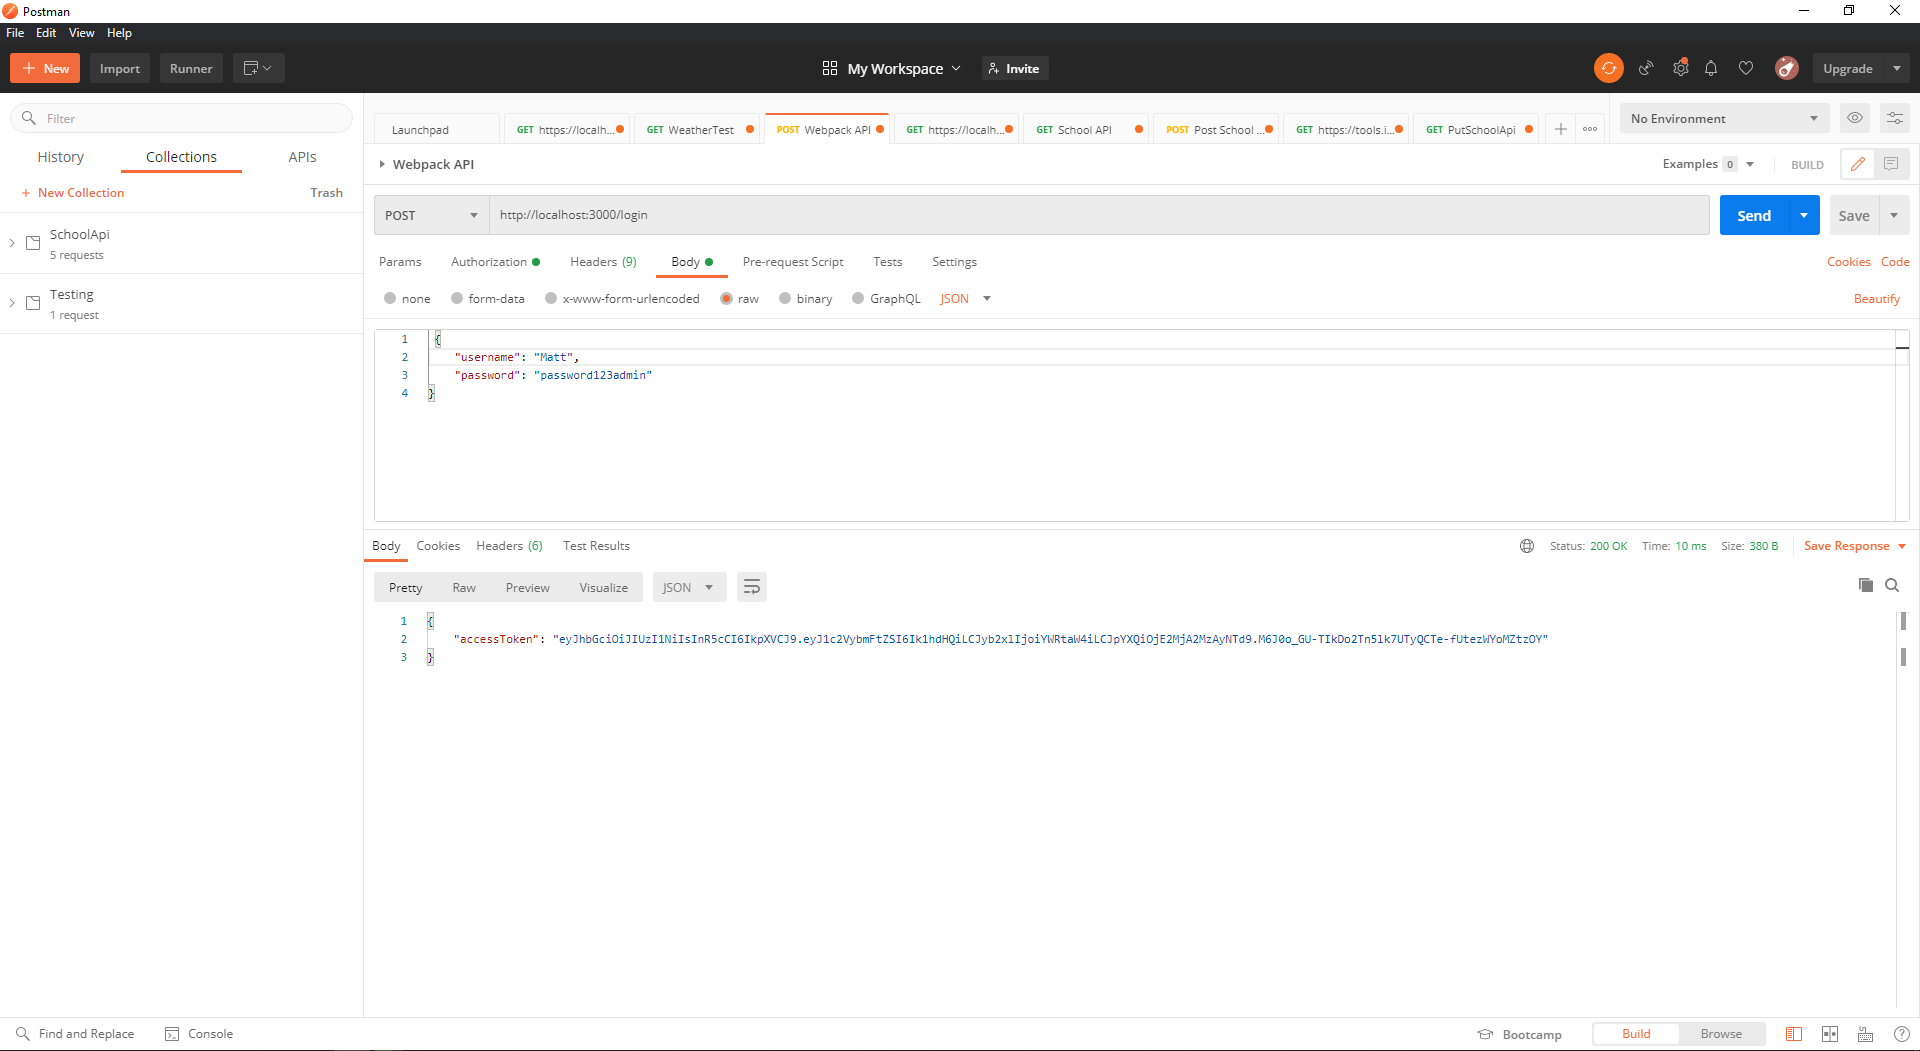 Postman
File Edit View Help
New Import Runner My Workspace Invite Upgrade
Filter
History Collections APIs
New Collection Trash
SchoolApi
5 requests
Testing
1 request
Launchpad GET https://localh... GET WeatherTest POST Webpack API GET https://localh... GET School API POST Post School ... GET https://tools.i... GET PutSchoolApi No Environment
Webpack API Examples 0 BUILD
POST http://localhost:3000/login Send Save
Params Authorization Headers (9) Body Pre-request Script Tests Settings Cookies Code
none form-data x-www-form-urlencoded raw binary GraphQL JSON Beautify
1 {
2 "username": "Matt",
3 "password": "password123admin"
4 }
Body Cookies Headers (6) Test Results Status: 200 OK Time: 10 ms Size: 380 B Save Response
Pretty Raw Preview Visualize JSON
1 {
2 "accessToken": "eyJhbGciOiJIUzI1NiIsInR5cCI6IkpXVCJ9.eyJ1c2VybmFtZSI6Ik1hdHQiLCJyb2xlIjoiYWRtaW4iLCJpYXQiOjE2MjA2MzAyNTd9.M6J0o_GU-TIkDo2Tn5lk7UTyQCTe-fUtezWYoMZtzOY"
3 }
Find and Replace Console Bootcamp Build Browse